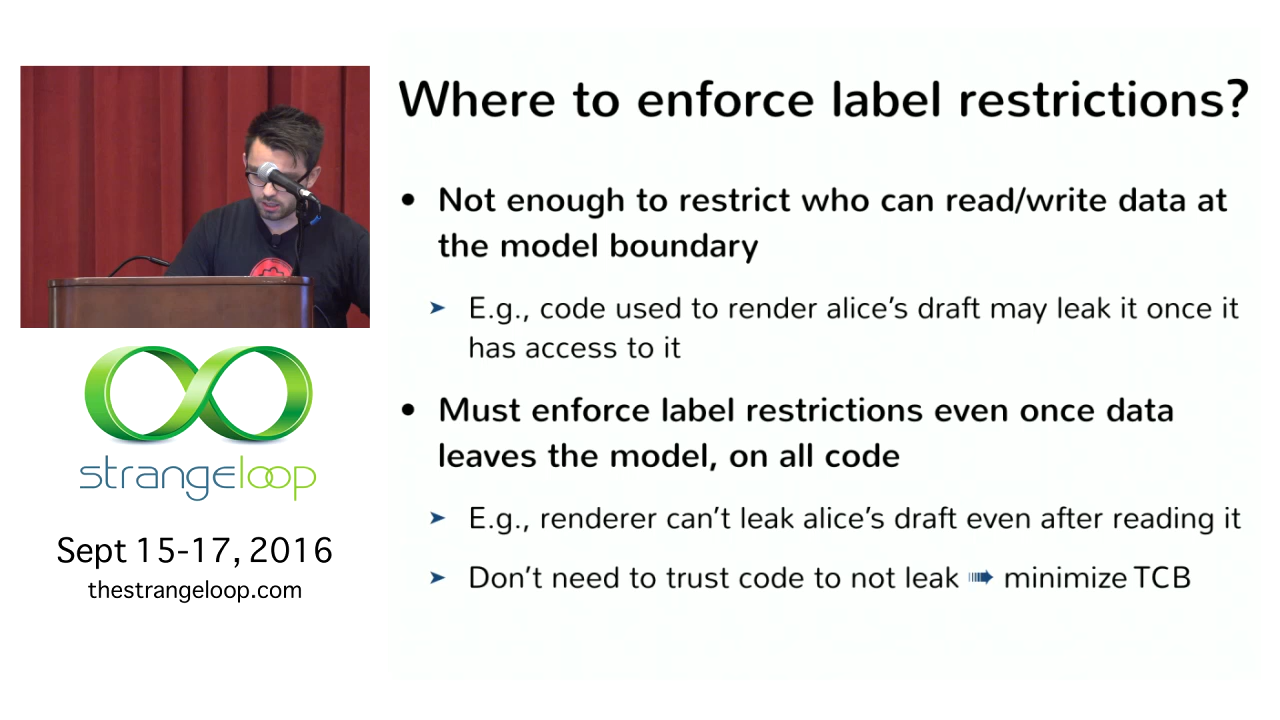 Where to enforce label restrictions?
• Not enough to restrict who can read/write data at
the model boundary
➤ E.g., code used to render alice's draft may leak it once it
has access to it
• Must enforce label restrictions even once data
leaves the model, on all code
➤ E.g., renderer can't leak alice's draft even after reading it
➤ Don't need to trust code to not leak ➠ minimize TCB
strangeloop
Sept 15-17, 2016
thestrangeloop.com